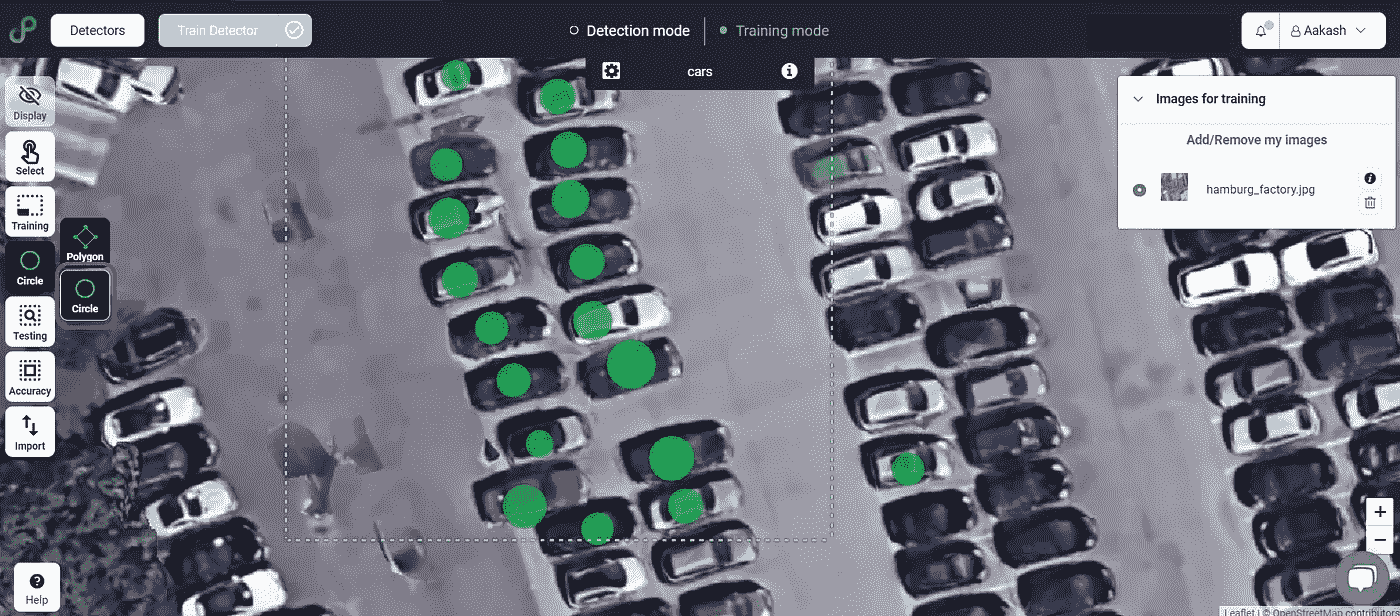 Detectors
Train Detector
Detection mode
Training mode
Aakash
cars
Images for training
Add/Remove my images
hamburg_factory.jpg
Display
Select
Training
Polygon
Circle
Circle
Testing
Accuracy
Import
Help
Leaflet | © OpenStreetMap contributors